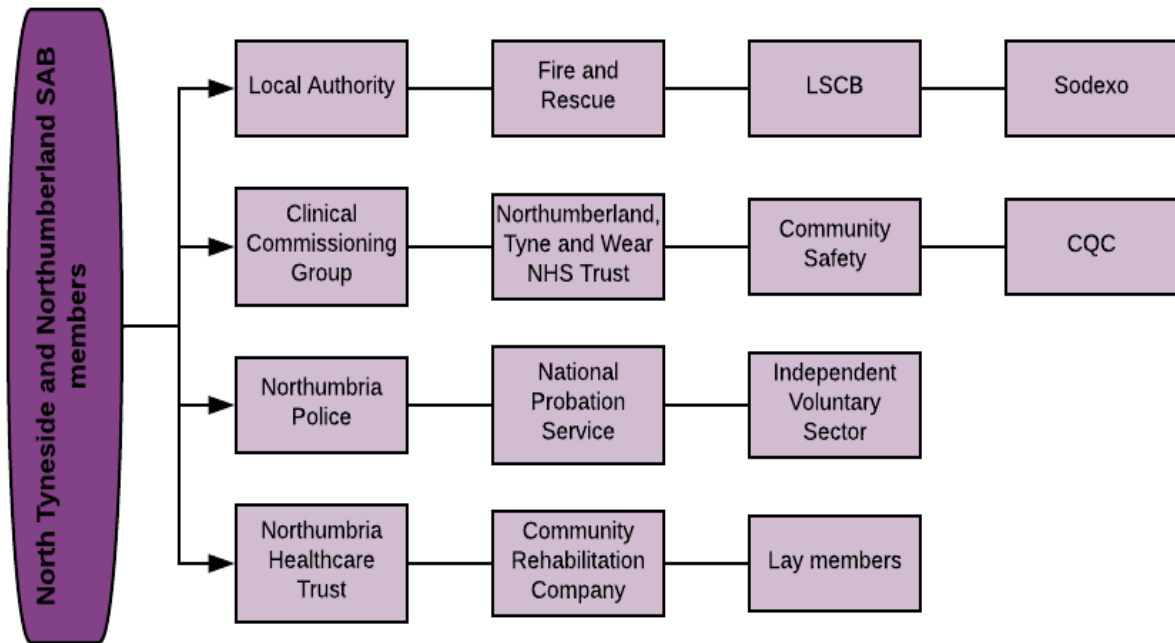 North Tyneside and Northumberland SAB
members
Local Authority
Fire and
Rescue
LSCB
Sodexo
Clinical
Commissioning
Group
Northumberland,
Tyne and Wear
NHS Trust
Community
Safety
CQC
Northumbria
Police
National
Probation
Service
Independent
Voluntary
Sector
Northumbria
Healthcare
Trust
Community
Rehabilitation
Company
Lay members